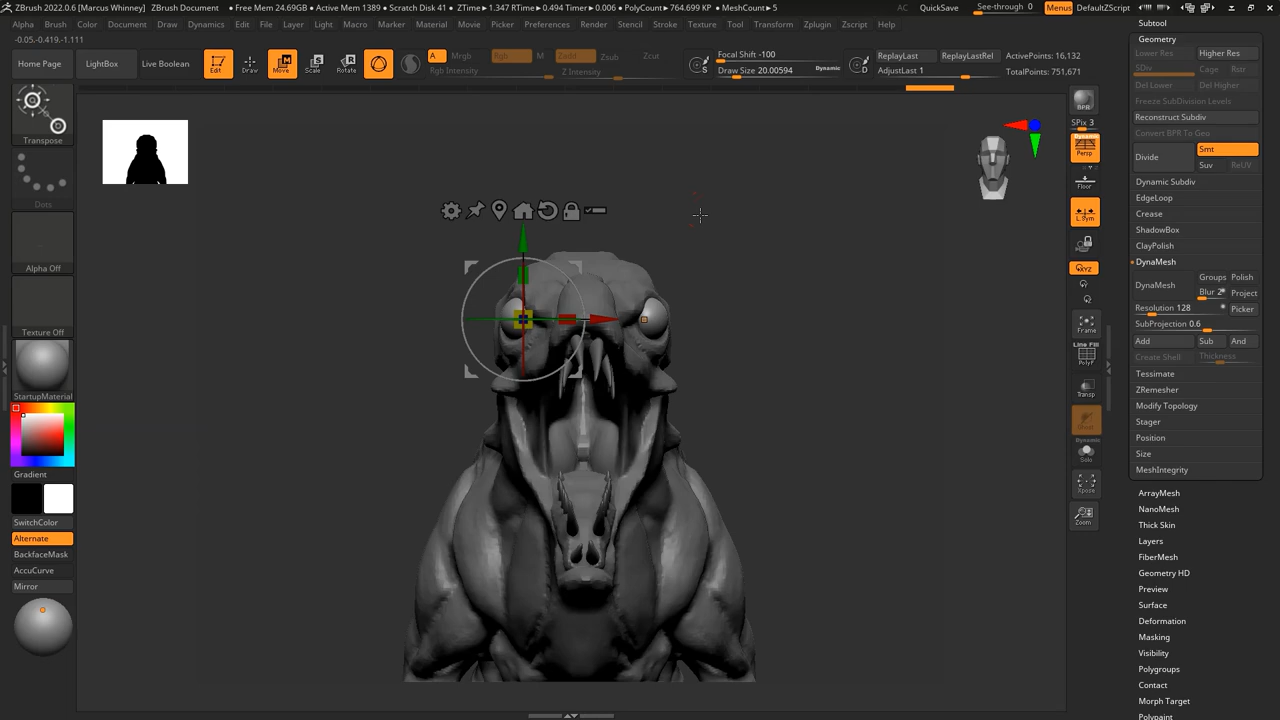 ZBrush 2022.0.6 [Marcus Whinney] ZBrush Document ● Free Mem 24.69GB ● Active Mem 1389 ● Scratch Disk 41 ● ZTime ▸ 1.347 RTime ▸ 0.494 Timer ▸ 0.006 ● PolyCount ▸ 764.699 KP ● MeshCount ▸ 5 AC QuickSave See-through 0 Menus DefaultZScript
Alpha Brush Color Document Draw Dynamics Edit File Layer Light Macro Marker Material Movie Picker Preferences Render Stencil Stroke Texture Tool Transform Zplugin Zscript Help
-0.05,-0.419,-1.111
Home Page LightBox Live Boolean Edit Draw Move Scale Rotate A Mrgb Rgb M Zadd Zsub Zcut
Rgb Intensity Z Intensity
S Focal Shift -100
Draw Size 20.00594 Dynamic
D ReplayLast ReplayLastRel ActivePoints: 16,132
AdjustLast 1 TotalPoints: 751,671
Transpose
Dots
Alpha Off
Texture Off
StartupMaterial
Gradient
SwitchColor
Alternate
BackfaceMask
AccuCurve
Mirror
BPR
SPix 3
Dynamic
Persp
Floor
L.Sym
XYZ
Frame
Line Fill
PolyF
Transp
Ghost
Dynamic
Solo
Xpose
Zoom
Subtool
Geometry
Lower Res Higher Res
SDiv Cage Rstr
Del Lower Del Higher
Freeze SubDivision Levels
Reconstruct Subdiv
Convert BPR To Geo
Divide Smt
Suv ReUV
Dynamic Subdiv
EdgeLoop
Crease
ShadowBox
ClayPolish
DynaMesh
DynaMesh Groups Polish
Blur 2 Project
Resolution 128 Picker
SubProjection 0.6
Add Sub And
Create Shell Thickness
Tessimate
ZRemesher
Modify Topology
Stager
Position
Size
MeshIntegrity
ArrayMesh
NanoMesh
Thick Skin
Layers
FiberMesh
Geometry HD
Preview
Surface
Deformation
Masking
Visibility
Polygroups
Contact
Morph Target
Polypaint